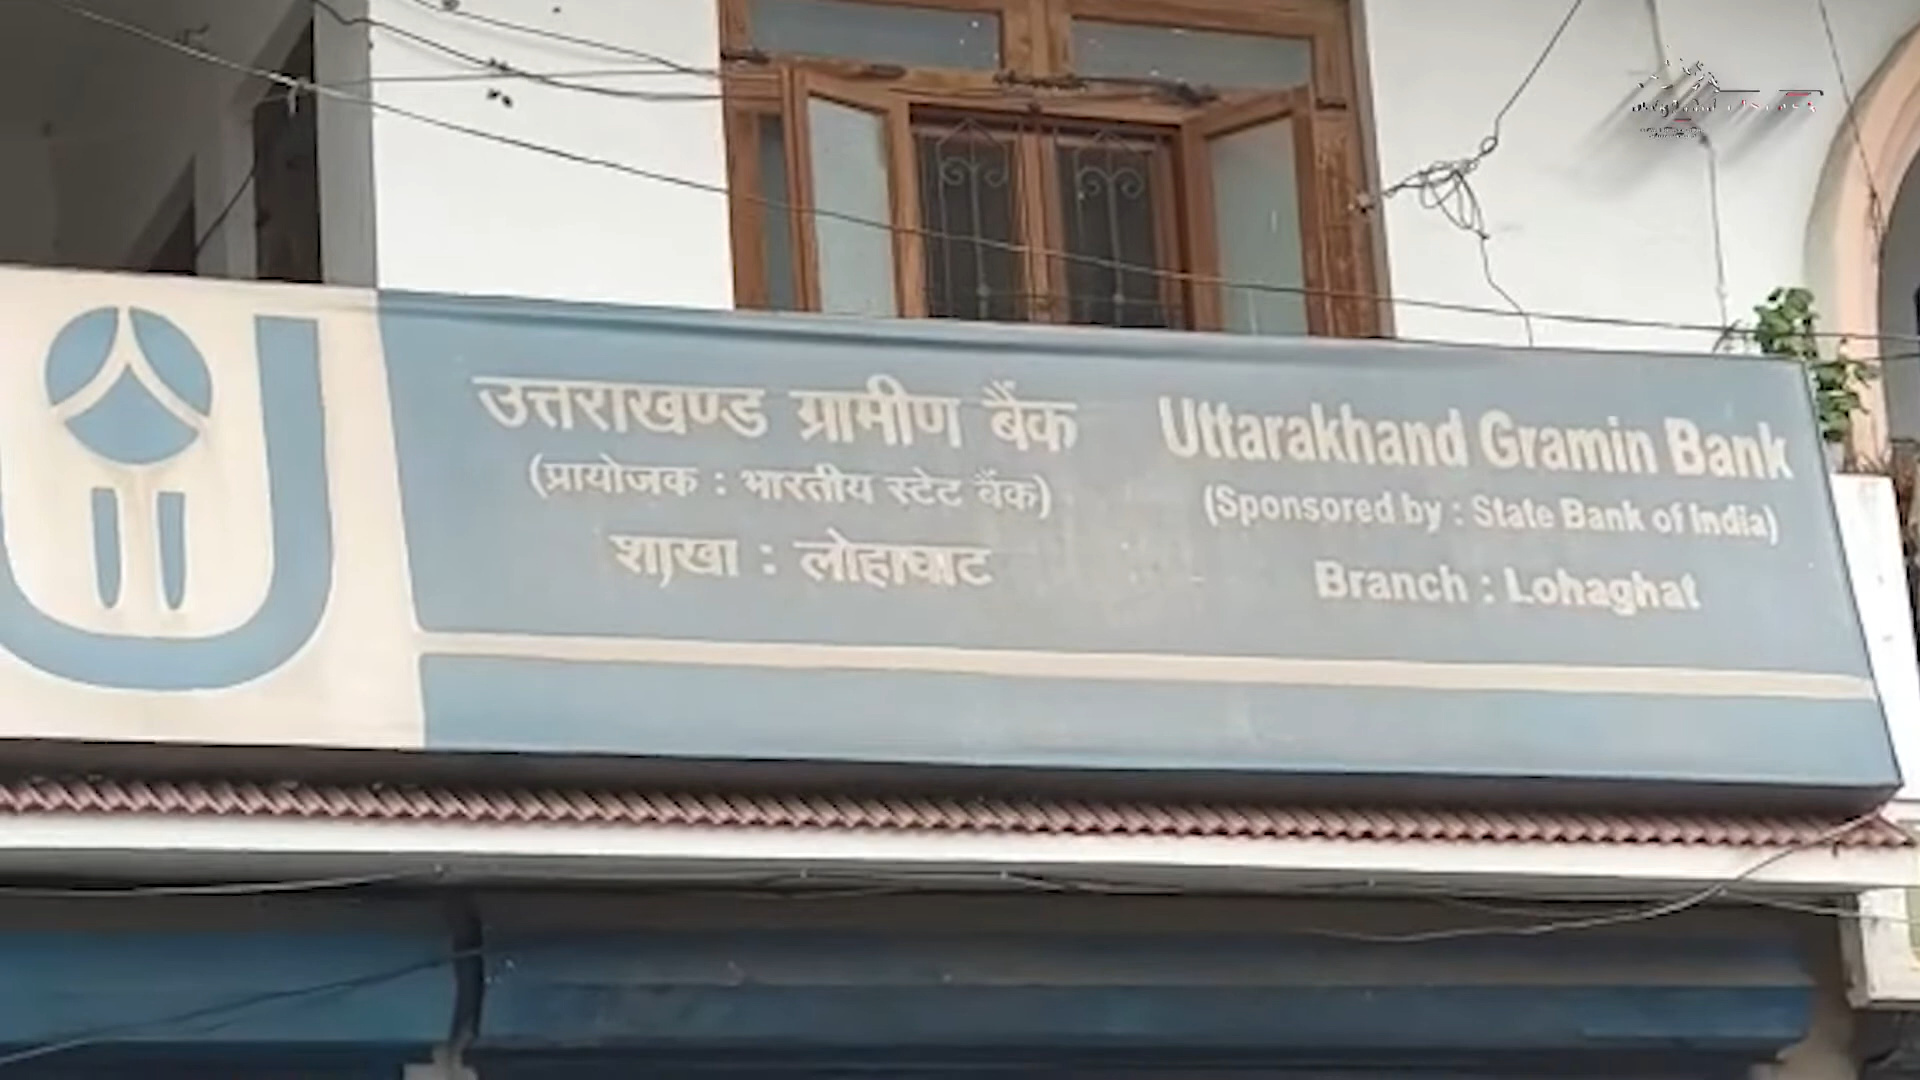 उत्तराखण्ड ग्रामीण बैंक
(प्रायोजक : भारतीय स्टेट बैंक)
शाखा : लोहाघाट
Uttarakhand Gramin Bank
(Sponsored by : State Bank of India)
Branch : Lohaghat